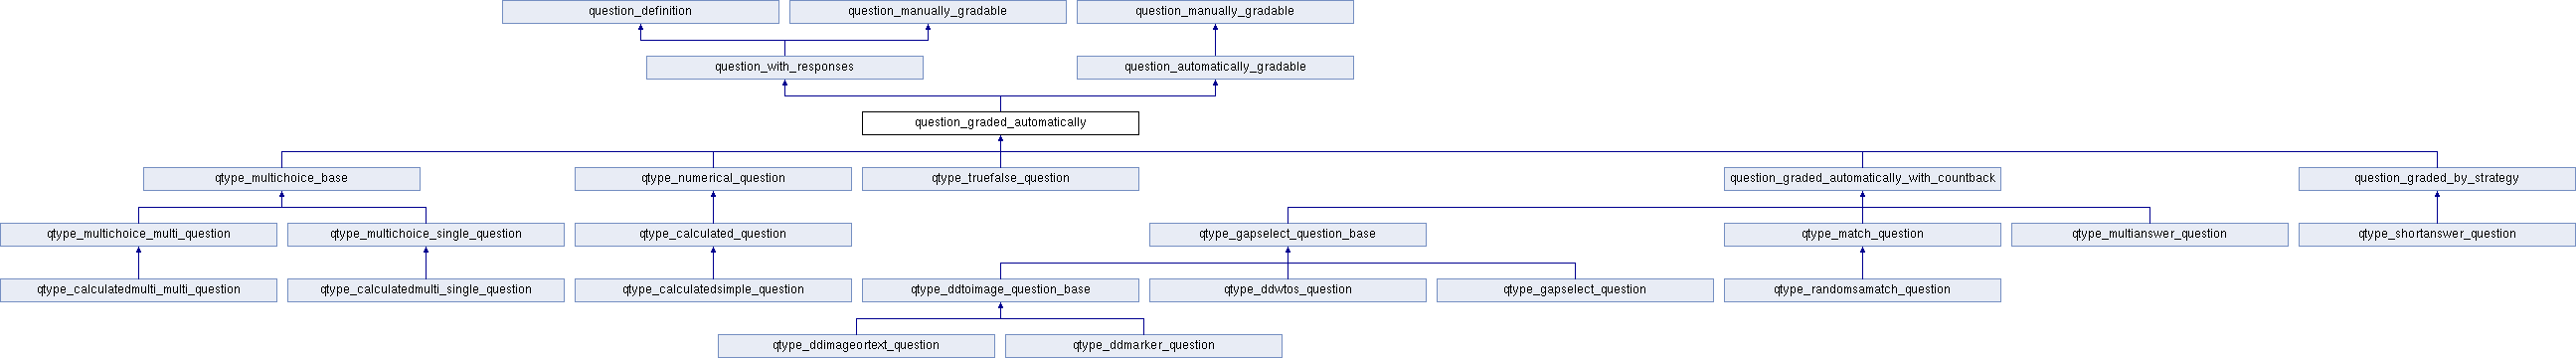 question_definition
question_manually_gradable
question_manually_gradable
question_with_responses
question_automatically_gradable
question_graded_automatically
qtype_multichoice_base
qtype_numerical_question
qtype_truefalse_question
question_graded_automatically_with_countback
question_graded_by_strategy
qtype_multichoice_multi_question
qtype_multichoice_single_question
qtype_calculated_question
qtype_gapselect_question_base
qtype_match_question
qtype_multianswer_question
qtype_shortanswer_question
qtype_calculatedmulti_multi_question
qtype_calculatedmulti_single_question
qtype_calculatedsimple_question
qtype_ddtoimage_question_base
qtype_ddwtos_question
qtype_gapselect_question
qtype_randomsamatch_question
qtype_ddimageortext_question
qtype_ddmarker_question